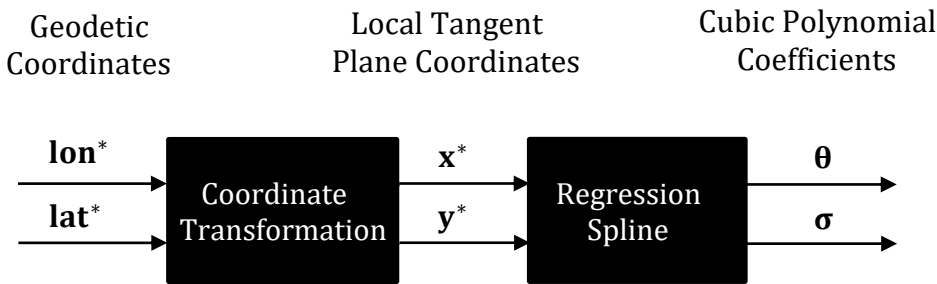 Geodetic
Coordinates
Local Tangent
Plane Coordinates
Cubic Polynomial
Coefficients
lon*
lat*
Coordinate
Transformation
x*
y*
Regression
Spline
θ
σ